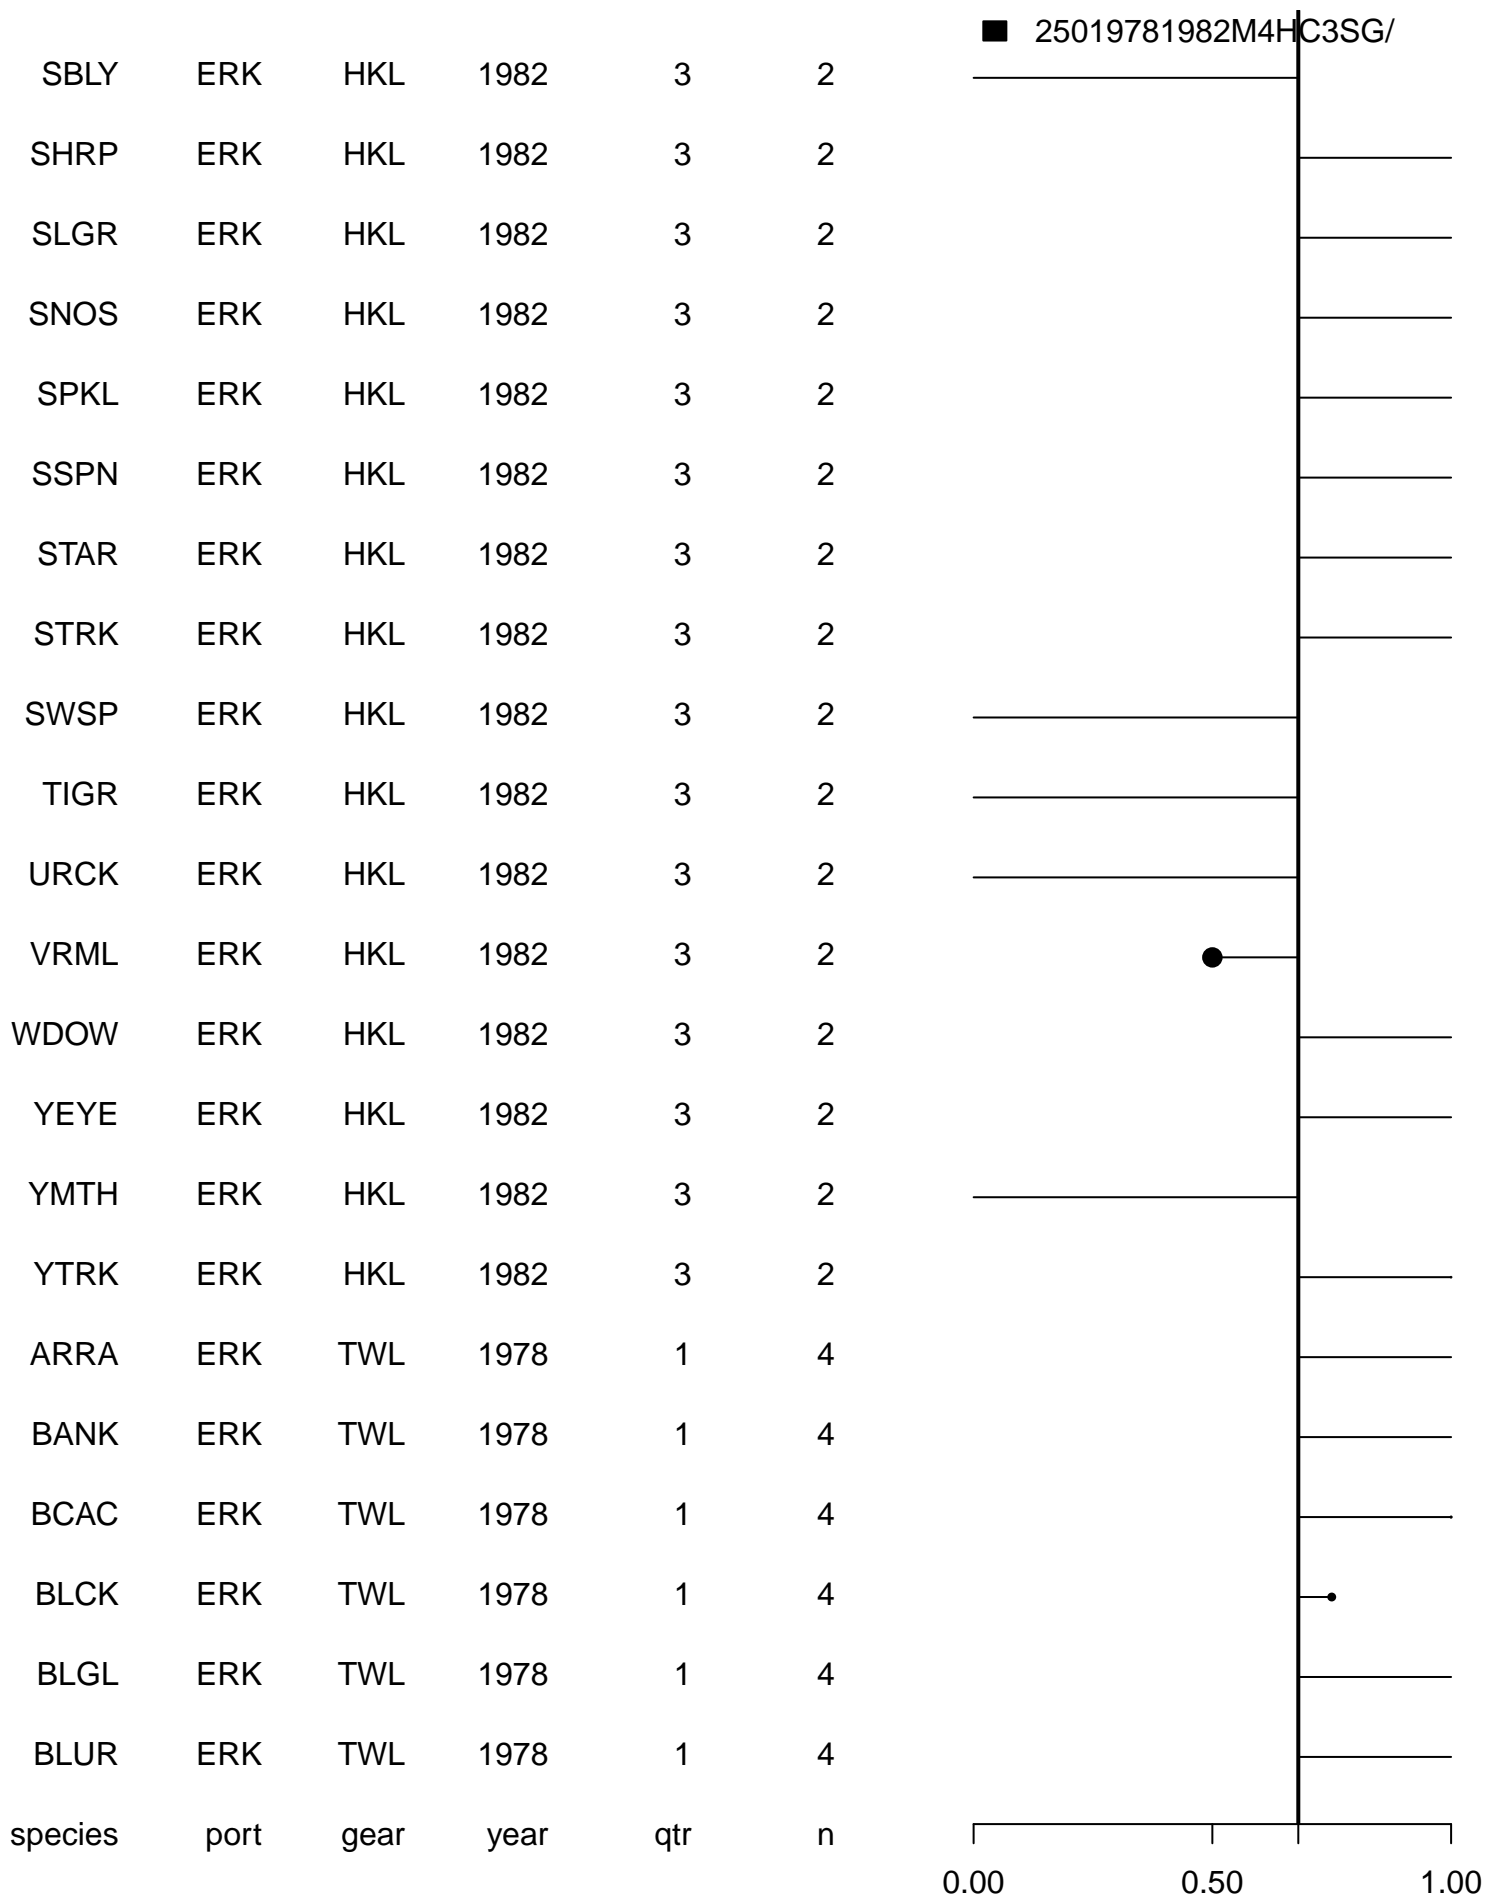 25019781982M4HC3SG/
SBLY ERK HKL 1982 3 2
SHRP ERK HKL 1982 3 2
SLGR ERK HKL 1982 3 2
SNOS ERK HKL 1982 3 2
SPKL ERK HKL 1982 3 2
SSPN ERK HKL 1982 3 2
STAR ERK HKL 1982 3 2
STRK ERK HKL 1982 3 2
SWSP ERK HKL 1982 3 2
TIGR ERK HKL 1982 3 2
URCK ERK HKL 1982 3 2
VRML ERK HKL 1982 3 2
WDOW ERK HKL 1982 3 2
YEYE ERK HKL 1982 3 2
YMTH ERK HKL 1982 3 2
YTRK ERK HKL 1982 3 2
ARRA ERK TWL 1978 1 4
BANK ERK TWL 1978 1 4
BCAC ERK TWL 1978 1 4
BLCK ERK TWL 1978 1 4
BLGL ERK TWL 1978 1 4
BLUR ERK TWL 1978 1 4
species port gear year qtr n
0.00 0.50 1.00